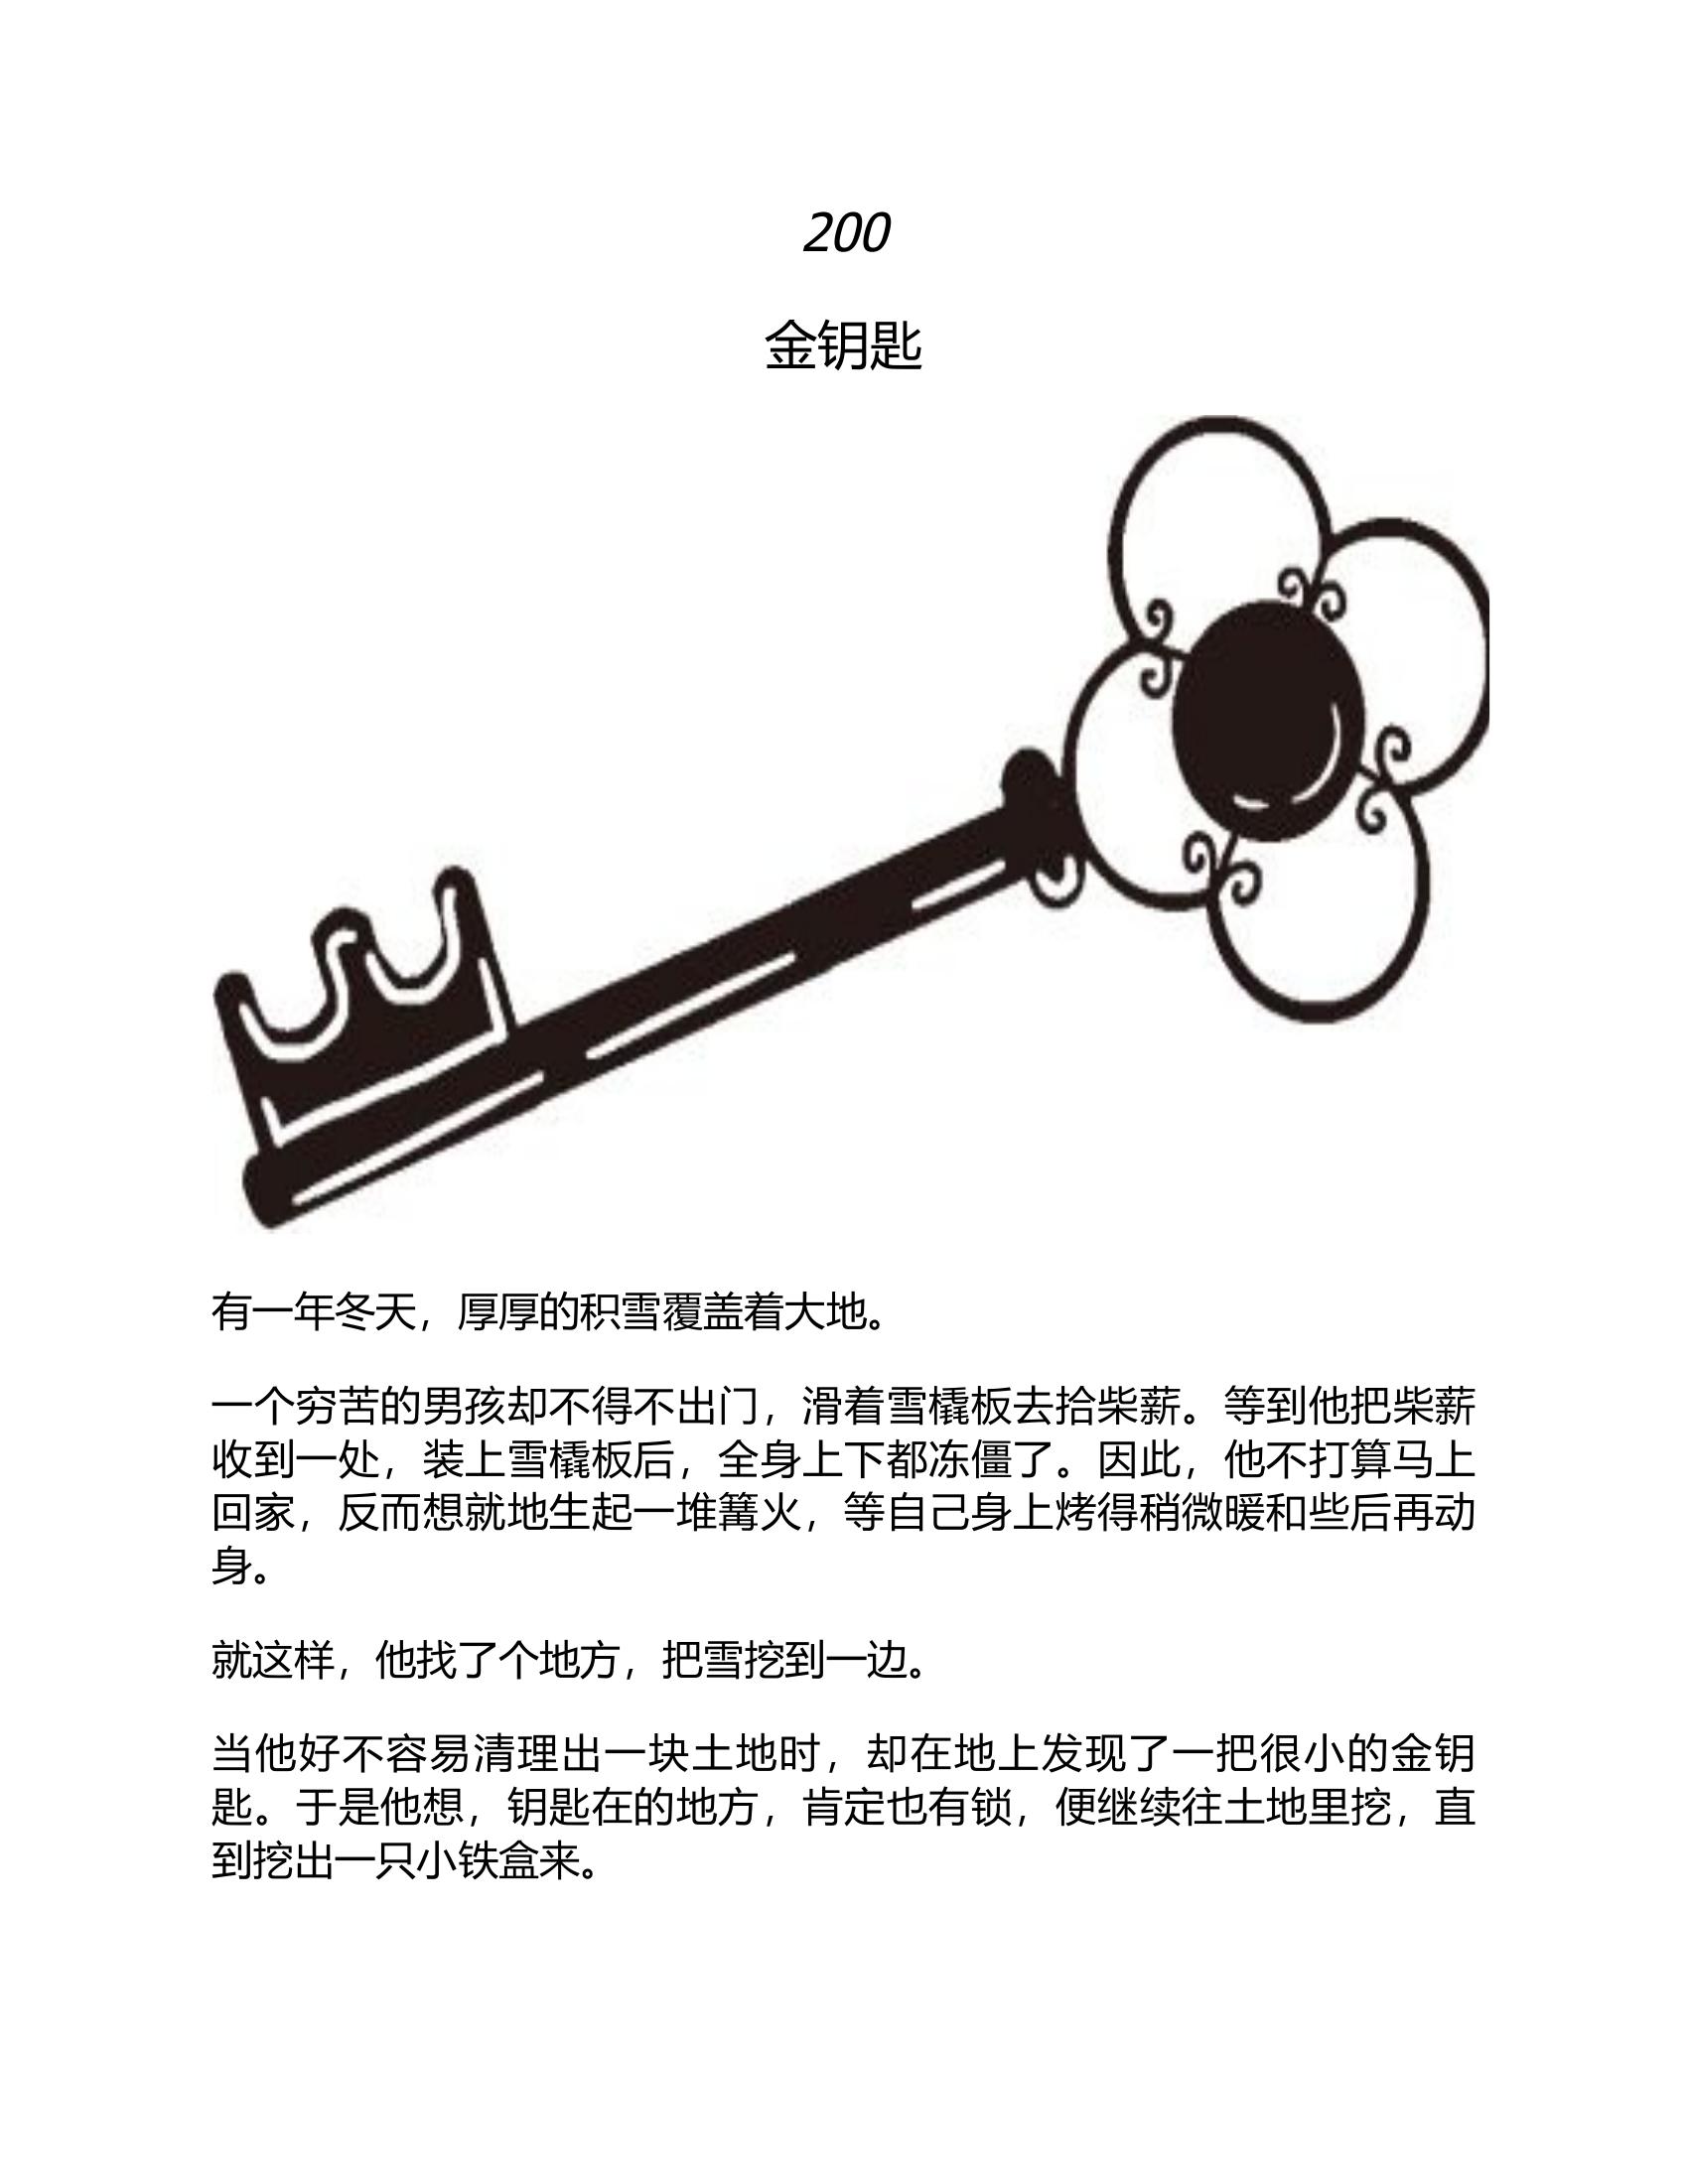 200
金钥匙
有一年冬天，厚厚的积雪覆盖着大地。
一个穷苦的男孩却不得不出门，滑着雪橇板去拾柴薪。等到他把柴薪
收到一处，装上雪橇板后，全身上下都冻僵了。因此，他不打算马上
回家，反而想就地生起一堆篝火，等自己身上烤得稍微暖和些后再动
身。
就这样，他找了个地方，把雪挖到一边。
当他好不容易清理出一块土地时，却在地上发现了一把很小的金钥
匙。于是他想，钥匙在的地方，肯定也有锁，便继续往土地里挖，直
到挖出一只小铁盒来。